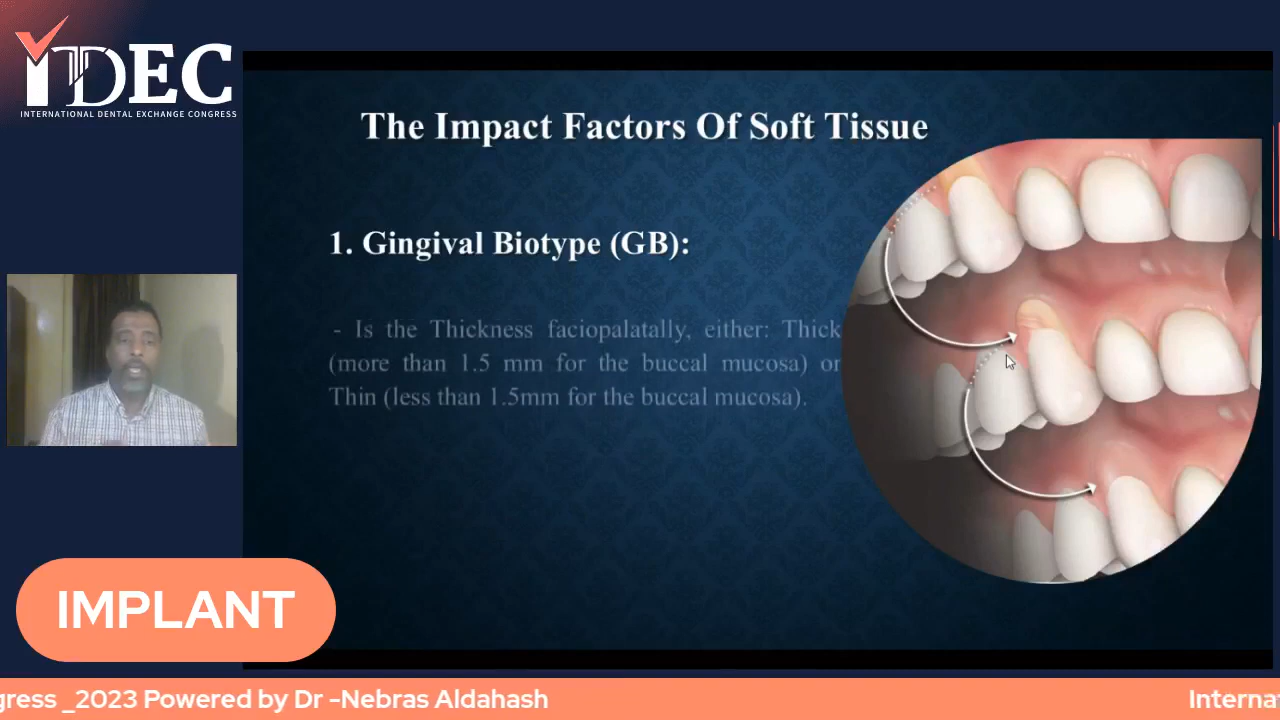 iTDEC
INTERNATIONAL DENTAL EXCHANGE CONGRESS
The Impact Factors Of Soft Tissue
1. Gingival Biotype (GB):
- Is the Thickness faciopalatally, either: Thick
(more than 1.5 mm for the buccal mucosa) or
Thin (less than 1.5mm for the buccal mucosa).
IMPLANT
gress _2023 Powered by Dr -Nebras Aldahash
Interna